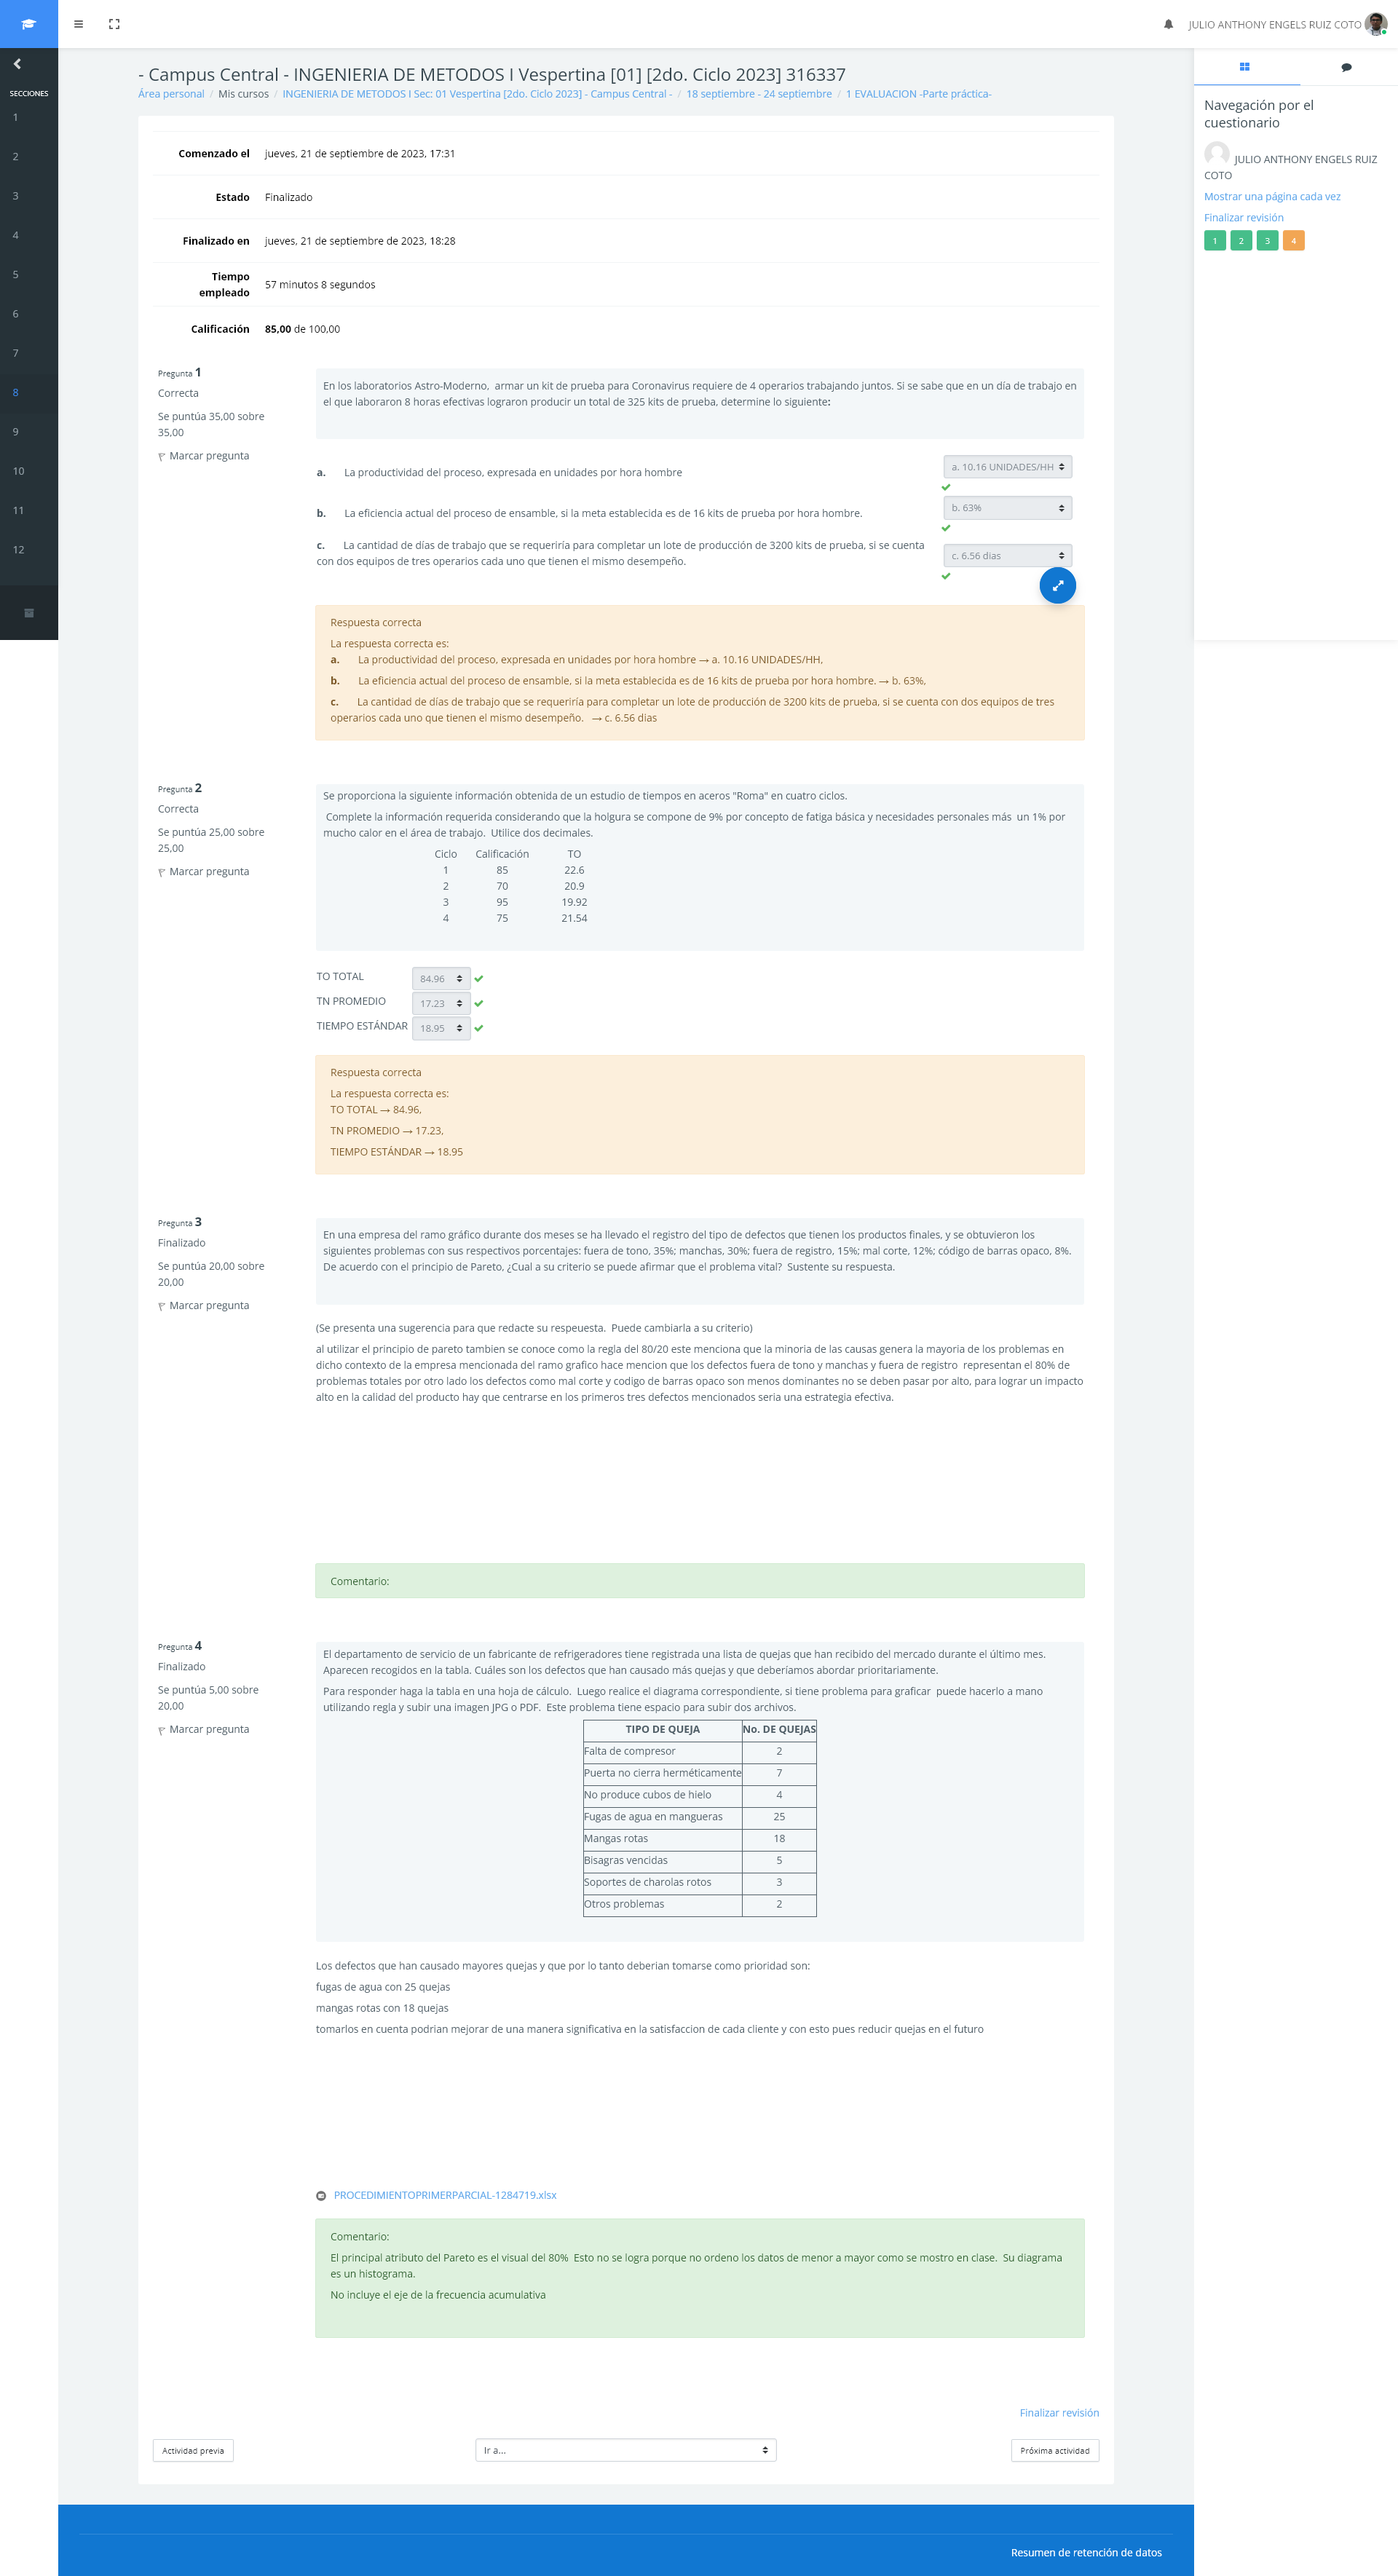 JULIO ANTHONY ENGELS RUIZ COTO
SECCIONES
1
2
3
4
5
6
7
8
9
10
11
12
- Campus Central - INGENIERIA DE METODOS I Vespertina [01] [2do. Ciclo 2023] 316337
Área personal / Mis cursos / INGENIERIA DE METODOS I Sec: 01 Vespertina [2do. Ciclo 2023] - Campus Central - / 18 septiembre - 24 septiembre / 1 EVALUACION -Parte práctica-
Navegación por el
cuestionario
JULIO ANTHONY ENGELS RUIZ
COTO
Mostrar una página cada vez
Finalizar revisión
1 2 3 4
Comenzado el jueves, 21 de septiembre de 2023, 17:31
Estado Finalizado
Finalizado en jueves, 21 de septiembre de 2023, 18:28
Tiempo
empleado 57 minutos 8 segundos
Calificación 85,00 de 100,00
Pregunta 1
Correcta
Se puntúa 35,00 sobre
35,00
Marcar pregunta
En los laboratorios Astro-Moderno, armar un kit de prueba para Coronavirus requiere de 4 operarios trabajando juntos. Si se sabe que en un día de trabajo en
el que laboraron 8 horas efectivas lograron producir un total de 325 kits de prueba, determine lo siguiente:
a. La productividad del proceso, expresada en unidades por hora hombre a. 10.16 UNIDADES/HH
b. La eficiencia actual del proceso de ensamble, si la meta establecida es de 16 kits de prueba por hora hombre. b. 63%
c. La cantidad de días de trabajo que se requeriría para completar un lote de producción de 3200 kits de prueba, si se cuenta
con dos equipos de tres operarios cada uno que tienen el mismo desempeño. c. 6.56 dias
Respuesta correcta
La respuesta correcta es:
a. La productividad del proceso, expresada en unidades por hora hombre → a. 10.16 UNIDADES/HH,
b. La eficiencia actual del proceso de ensamble, si la meta establecida es de 16 kits de prueba por hora hombre. → b. 63%,
c. La cantidad de días de trabajo que se requeriría para completar un lote de producción de 3200 kits de prueba, si se cuenta con dos equipos de tres
operarios cada uno que tienen el mismo desempeño. → c. 6.56 dias
Pregunta 2
Correcta
Se puntúa 25,00 sobre
25,00
Marcar pregunta
Se proporciona la siguiente información obtenida de un estudio de tiempos en aceros "Roma" en cuatro ciclos.
Complete la información requerida considerando que la holgura se compone de 9% por concepto de fatiga básica y necesidades personales más un 1% por
mucho calor en el área de trabajo. Utilice dos decimales.
Ciclo Calificación TO
1 85 22.6
2 70 20.9
3 95 19.92
4 75 21.54
TO TOTAL 84.96
TN PROMEDIO 17.23
TIEMPO ESTÁNDAR 18.95
Respuesta correcta
La respuesta correcta es:
TO TOTAL → 84.96,
TN PROMEDIO → 17.23,
TIEMPO ESTÁNDAR → 18.95
Pregunta 3
Finalizado
Se puntúa 20,00 sobre
20,00
Marcar pregunta
En una empresa del ramo gráfico durante dos meses se ha llevado el registro del tipo de defectos que tienen los productos finales, y se obtuvieron los
siguientes problemas con sus respectivos porcentajes: fuera de tono, 35%; manchas, 30%; fuera de registro, 15%; mal corte, 12%; código de barras opaco, 8%.
De acuerdo con el principio de Pareto, ¿Cual a su criterio se puede afirmar que el problema vital? Sustente su respuesta.
(Se presenta una sugerencia para que redacte su respeuesta. Puede cambiarla a su criterio)
al utilizar el principio de pareto tambien se conoce como la regla del 80/20 este menciona que la minoria de las causas genera la mayoria de los problemas en
dicho contexto de la empresa mencionada del ramo grafico hace mencion que los defectos fuera de tono y manchas y fuera de registro representan el 80% de
problemas totales por otro lado los defectos como mal corte y codigo de barras opaco son menos dominantes no se deben pasar por alto, para lograr un impacto
alto en la calidad del producto hay que centrarse en los primeros tres defectos mencionados seria una estrategia efectiva.
Comentario:
Pregunta 4
Finalizado
Se puntúa 5,00 sobre
20,00
Marcar pregunta
El departamento de servicio de un fabricante de refrigeradores tiene registrada una lista de quejas que han recibido del mercado durante el último mes.
Aparecen recogidos en la tabla. Cuáles son los defectos que han causado más quejas y que deberíamos abordar prioritariamente.
Para responder haga la tabla en una hoja de cálculo. Luego realice el diagrama correspondiente, si tiene problema para graficar puede hacerlo a mano
utilizando regla y subir una imagen JPG o PDF. Este problema tiene espacio para subir dos archivos.
TIPO DE QUEJA No. DE QUEJAS
Falta de compresor 2
Puerta no cierra herméticamente 7
No produce cubos de hielo 4
Fugas de agua en mangueras 25
Mangas rotas 18
Bisagras vencidas 5
Soportes de charolas rotos 3
Otros problemas 2
Los defectos que han causado mayores quejas y que por lo tanto deberian tomarse como prioridad son:
fugas de agua con 25 quejas
mangas rotas con 18 quejas
tomarlos en cuenta podrian mejorar de una manera significativa en la satisfaccion de cada cliente y con esto pues reducir quejas en el futuro
PROCEDIMIENTOPRIMERPARCIAL-1284719.xlsx
Comentario:
El principal atributo del Pareto es el visual del 80% Esto no se logra porque no ordeno los datos de menor a mayor como se mostro en clase. Su diagrama
es un histograma.
No incluye el eje de la frecuencia acumulativa
Finalizar revisión
Actividad previa
Ir a...
Próxima actividad
Resumen de retención de datos